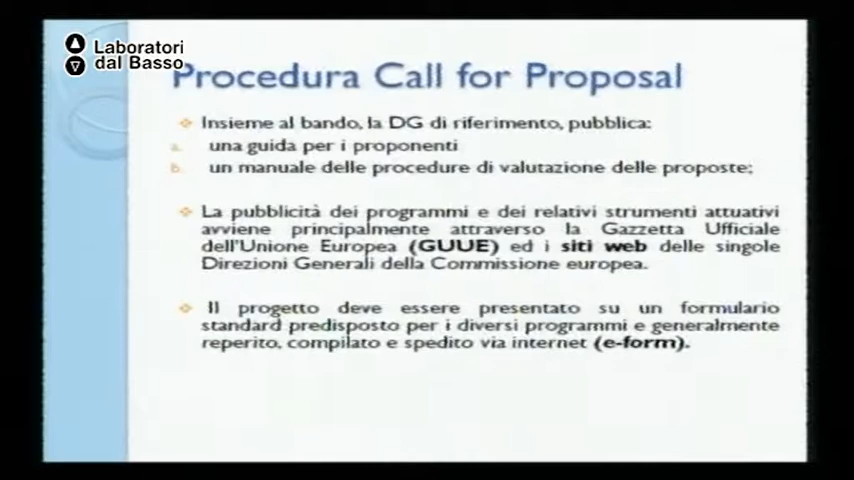 Laboratori
dal Basso
Procedura Call for Proposal
Insieme al bando, la DG di riferimento, pubblica:
a. una guida per i proponenti
b. un manuale delle procedure di valutazione delle proposte;
La pubblicità dei programmi e dei relativi strumenti attuativi
avviene principalmente attraverso la Gazzetta Ufficiale
dell'Unione Europea (GUUE) ed i siti web delle singole
Direzioni Generali della Commissione europea.
Il progetto deve essere presentato su un formulario
standard predisposto per i diversi programmi e generalmente
reperito, compilato e spedito via internet (e-form).